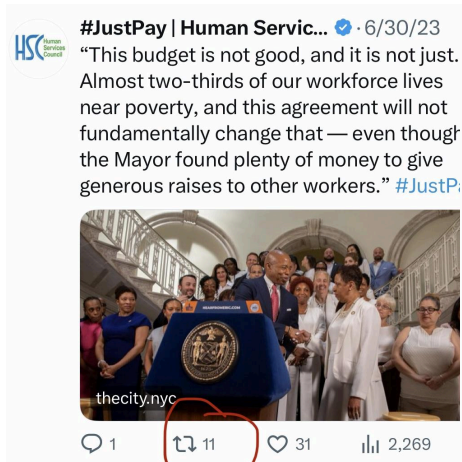 HSC Human
Services
Council
#JustPay | Human Servic... · 6/30/23
“This budget is not good, and it is not just.
Almost two-thirds of our workforce lives
near poverty, and this agreement will not
fundamentally change that — even though
the Mayor found plenty of money to give
generous raises to other workers.” #JustPa
thecity.nyc
1 11 31 2,269